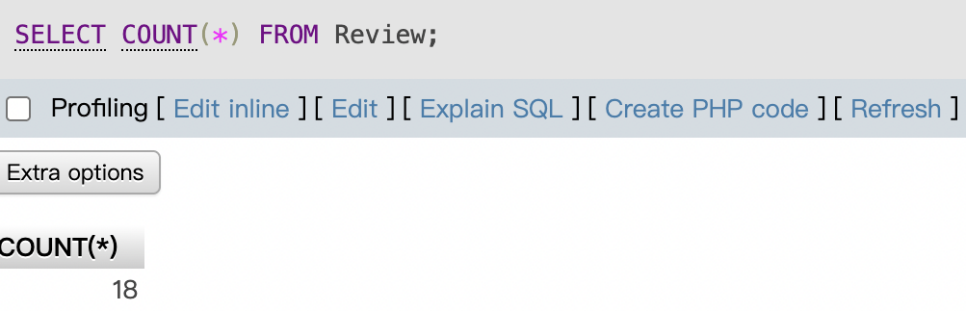 SELECT COUNT(*) FROM Review;
Profiling [ Edit inline ] [ Edit ] [ Explain SQL ] [ Create PHP code ] [ Refresh ]
Extra options
COUNT(*)
18